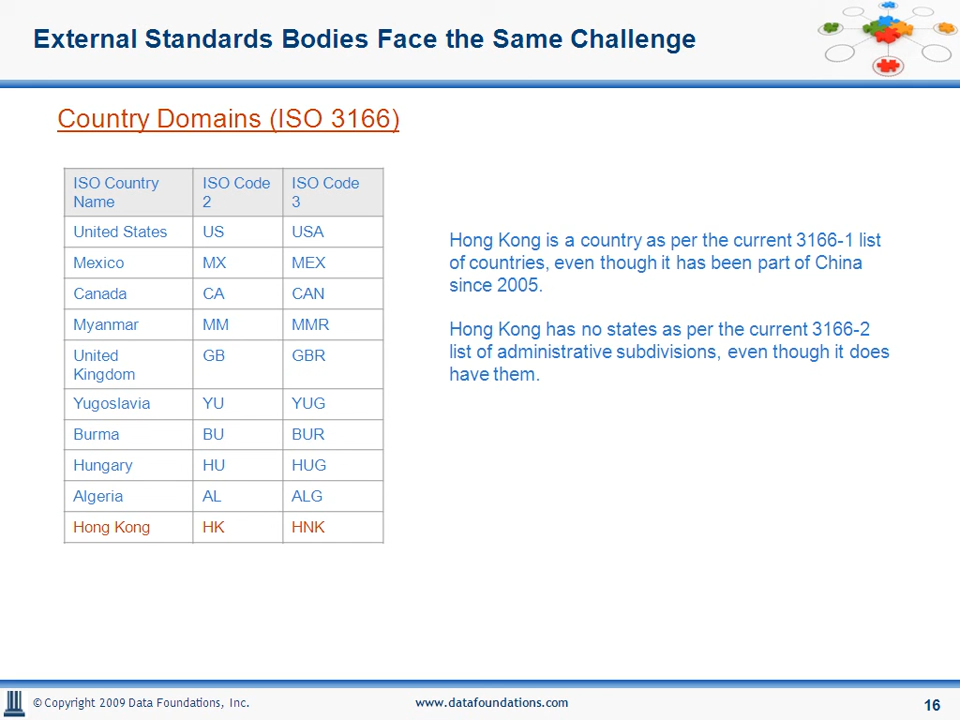 External Standards Bodies Face the Same Challenge
Country Domains (ISO 3166)
ISO Country Name ISO Code 2 ISO Code 3
United States US USA
Mexico MX MEX
Canada CA CAN
Myanmar MM MMR
United Kingdom GB GBR
Yugoslavia YU YUG
Burma BU BUR
Hungary HU HUG
Algeria AL ALG
Hong Kong HK HNK
Hong Kong is a country as per the current 3166-1 list
of countries, even though it has been part of China
since 2005.
Hong Kong has no states as per the current 3166-2
list of administrative subdivisions, even though it does
have them.
© Copyright 2009 Data Foundations, Inc. www.datafoundations.com 16